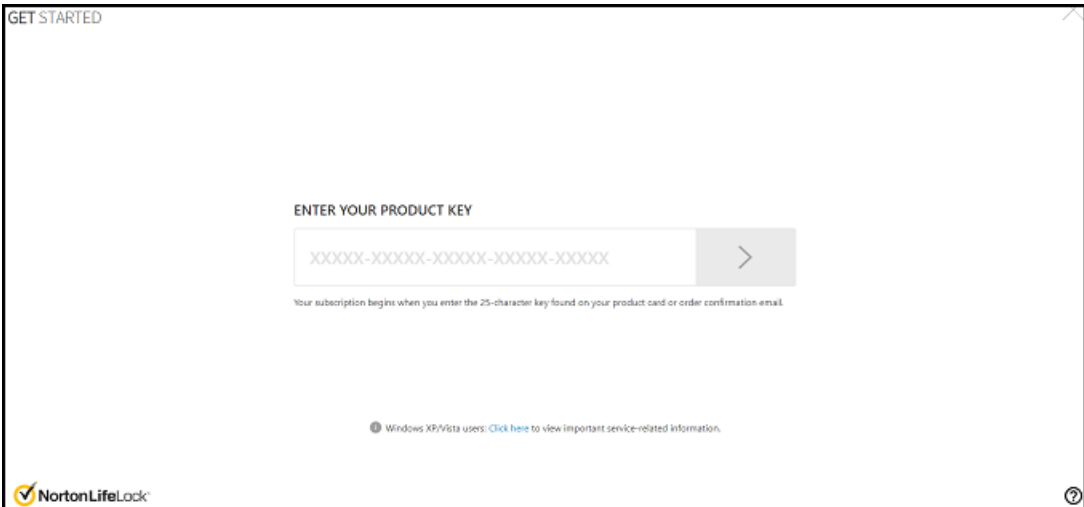 GET STARTED
ENTER YOUR PRODUCT KEY
XXXXX-XXXXX-XXXXX-XXXXX-XXXXX
Your subscription begins when you enter the 25-character key found on your product card or order confirmation email.
Windows XP/Vista users: Click here to view important service-related information.
NortonLifeLock